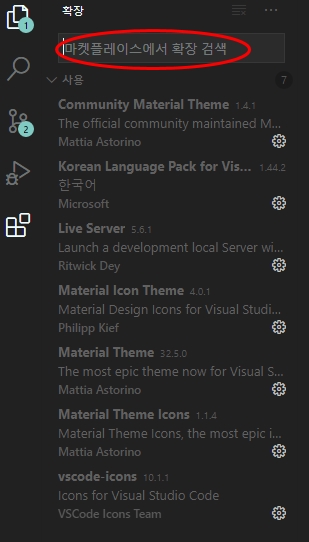 확장
마켓플레이스에서 확장 검색
사용 7
1
2
Community Material Theme 1.4.1
The official community maintained M...
Mattia Astorino
Korean Language Pack for Vis... 1.44.2
한국어
Microsoft
Live Server 5.6.1
Launch a development local Server wi...
Ritwick Dey
Material Icon Theme 4.0.1
Material Design Icons for Visual Studi...
Philipp Kief
Material Theme 32.5.0
The most epic theme now for Visual S...
Mattia Astorino
Material Theme Icons 1.1.4
Material Theme Icons, the most epic i...
Mattia Astorino
vscode-icons 10.1.1
Icons for Visual Studio Code
VSCode Icons Team